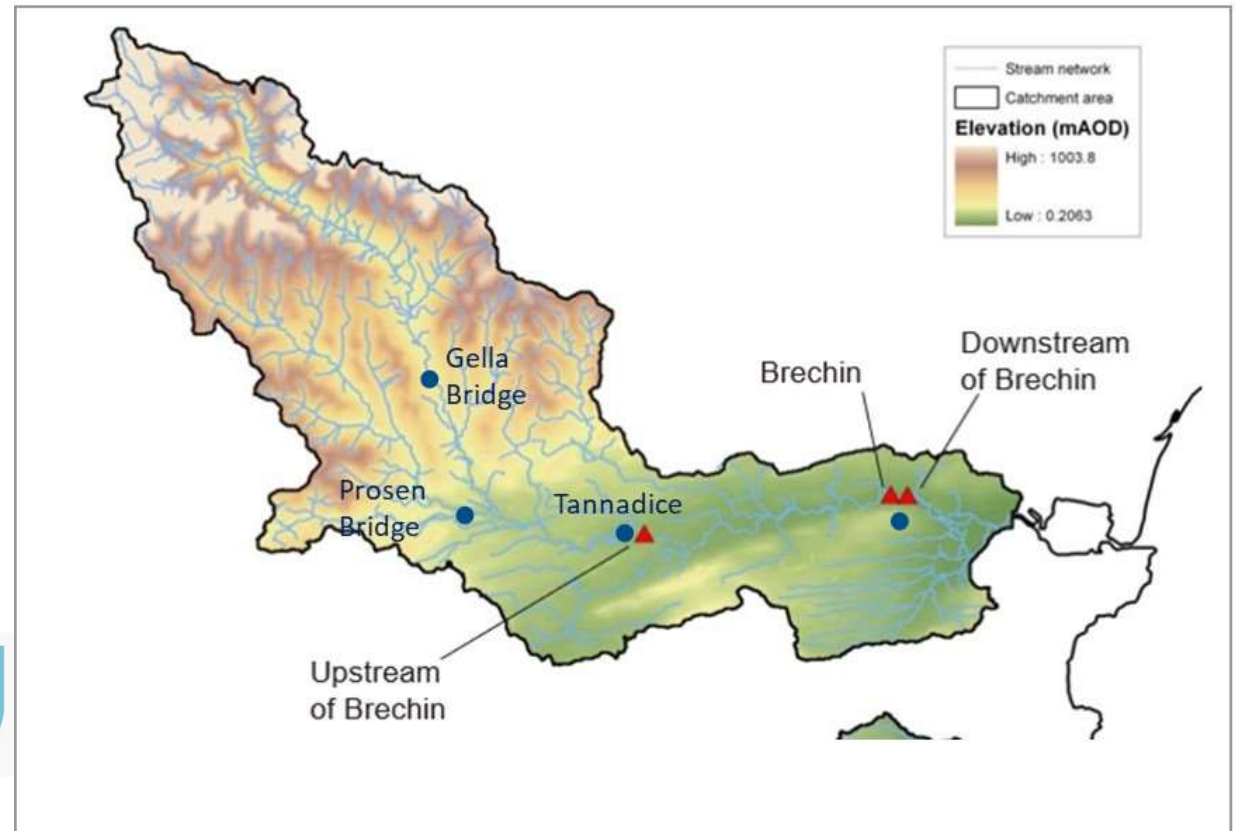 Stream network
Catchment area
Elevation (mAOD)
High : 1003.8
Low : 0.2063
Gella
Bridge
Downstream
of Brechin
Brechin
Prosen
Bridge
Tannadice
Upstream
of Brechin